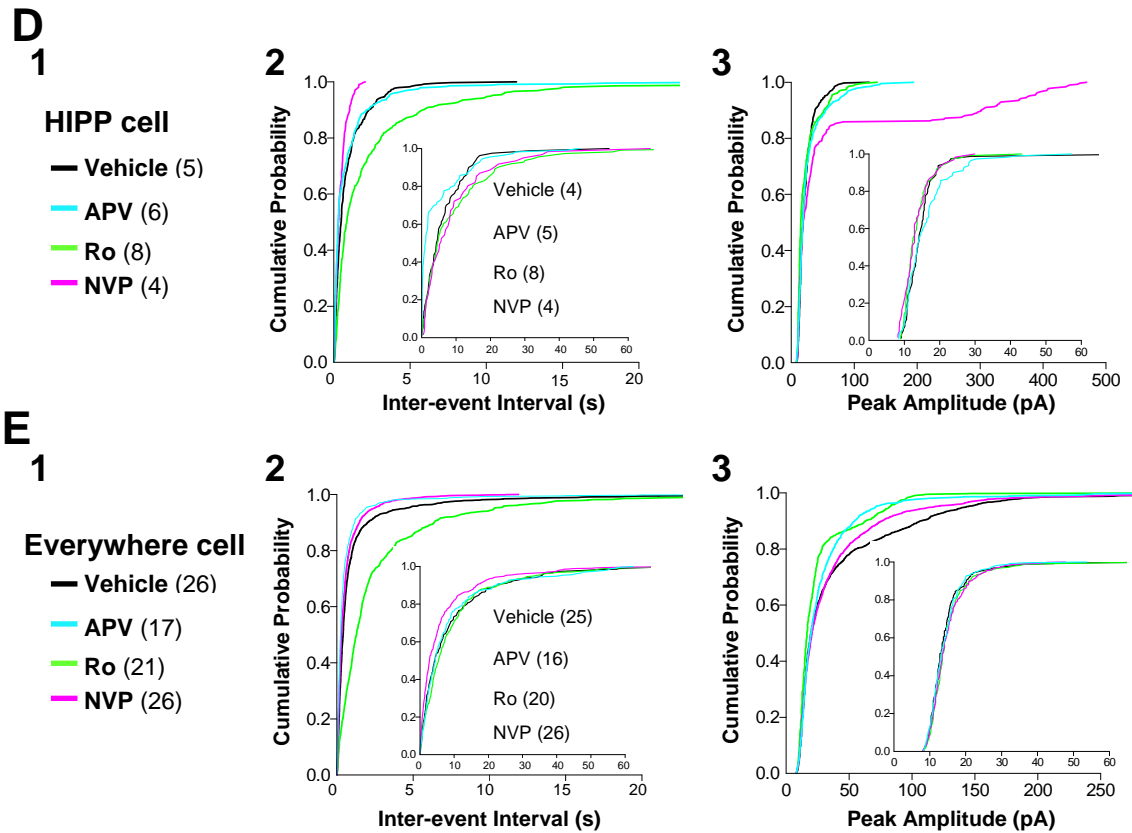 D
1
HIPP cell
Vehicle (5)
APV (6)
Ro (8)
NVP (4)
2
Cumulative Probability
1.0
0.8
0.6
0.4
0.2
0.0
0 5 10 15 20
Inter-event Interval (s)
1.0
0.8
0.6
0.4
0.2
0.0
0 10 20 30 40 50 60
Vehicle (4)
APV (5)
Ro (8)
NVP (4)
3
Cumulative Probability
1.0
0.8
0.6
0.4
0.2
0.0
0 100 200 300 400 500
Peak Amplitude (pA)
1.0
0.8
0.6
0.4
0.2
0.0
0 10 20 30 40 50 60
E
1
Everywhere cell
Vehicle (26)
APV (17)
Ro (21)
NVP (26)
2
Cumulative Probability
1.0
0.8
0.6
0.4
0.2
0.0
0 5 10 15 20
Inter-event Interval (s)
1.0
0.8
0.6
0.4
0.2
0.0
0 10 20 30 40 50 60
Vehicle (25)
APV (16)
Ro (20)
NVP (26)
3
Cumulative Probability
1.0
0.8
0.6
0.4
0.2
0.0
0 50 100 150 200 250
Peak Amplitude (pA)
1.0
0.8
0.6
0.4
0.2
0.0
0 10 20 30 40 50 60